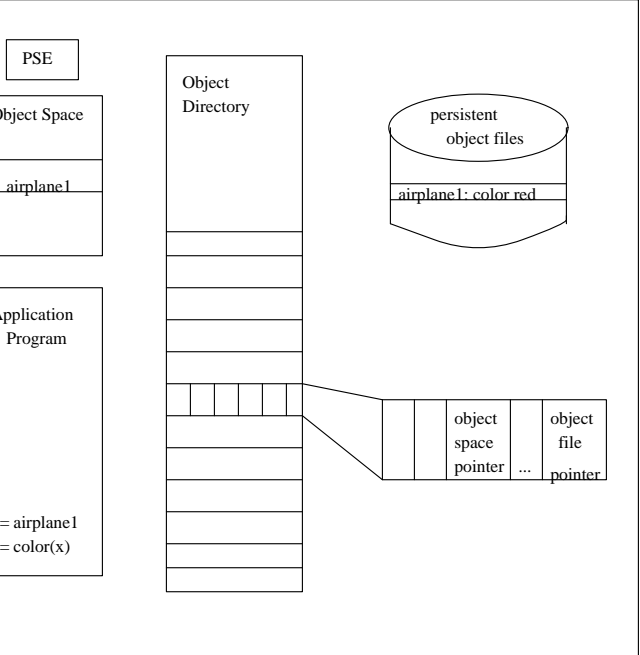 PSE
Object Space
airplane1
Application
Program
= airplane1
= color(x)
Object
Directory
persistent
object files
airplane1: color red
object
space
pointer
...
object
file
pointer